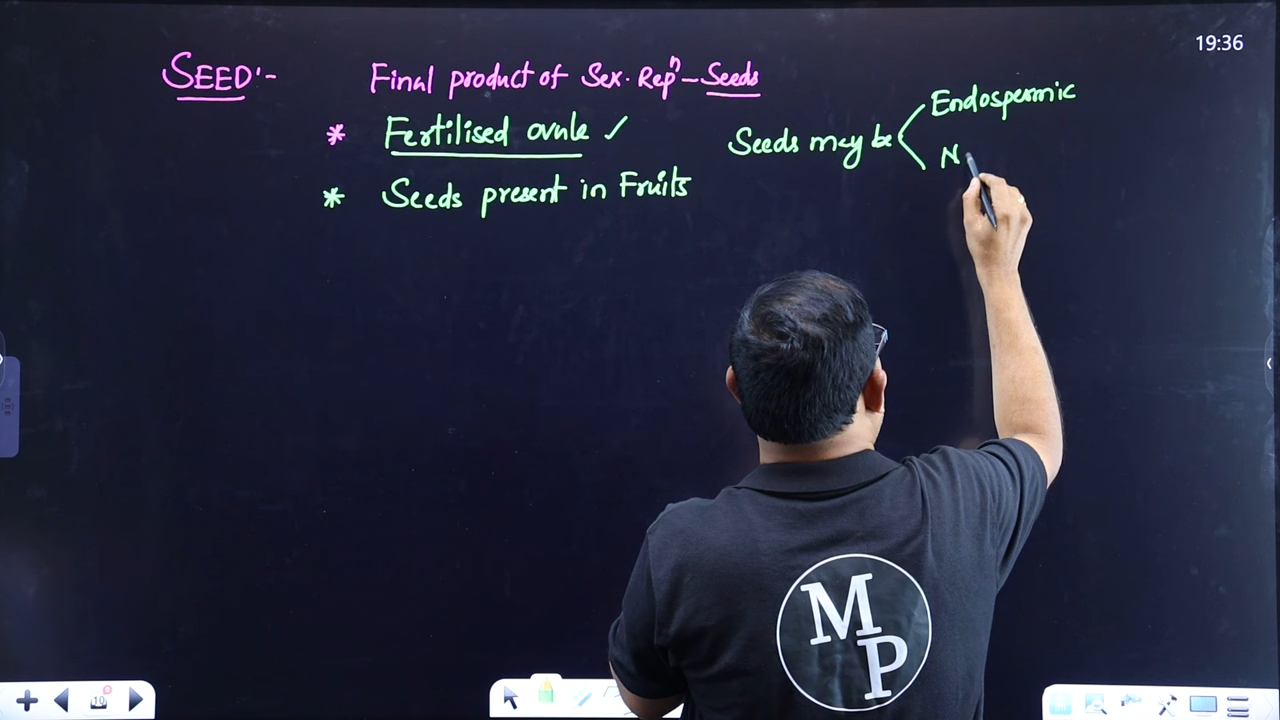 19:36
SEED:- Final product of Sex. Repⁿ - Seeds
* Fertilised ovule ✓
* Seeds present in Fruits
Seeds may be
Endospermic
N
MP
10